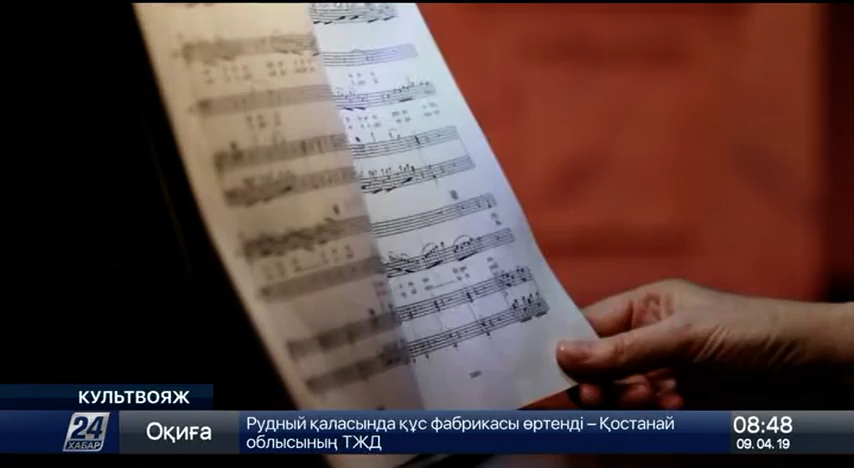 КУЛЬТВОЯЖ
24
ХАБАР
Оқиға
Рудный қаласында құс фабрикасы өртенді – Қостанай
облысының ТЖД
08:48
09.04.19